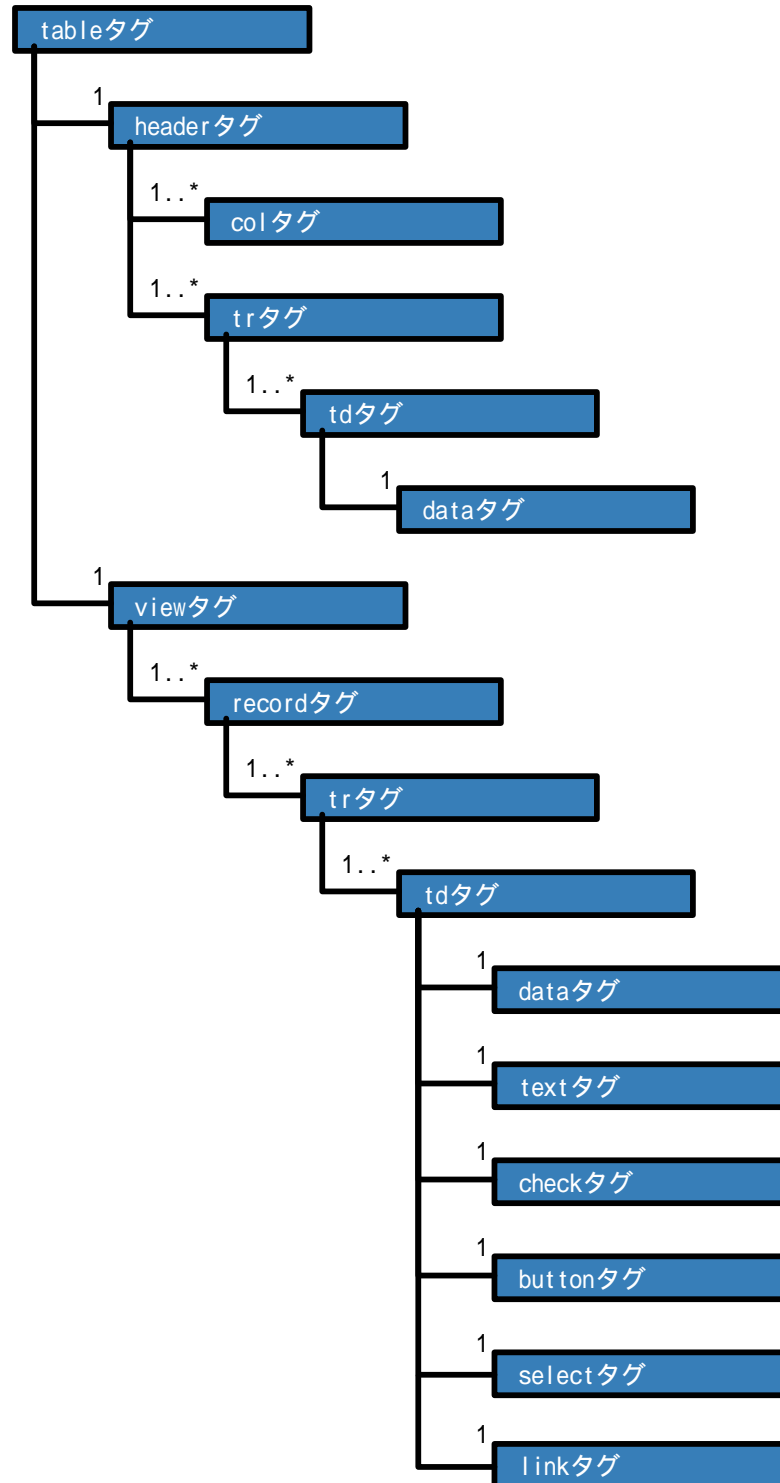 tableタグ
1
headerタグ
1..*
colタグ
1..*
trタグ
1..*
tdタグ
1
dataタグ
1
viewタグ
1..*
recordタグ
1..*
trタグ
1..*
tdタグ
1
dataタグ
1
textタグ
1
checkタグ
1
buttonタグ
1
selectタグ
1
linkタグ